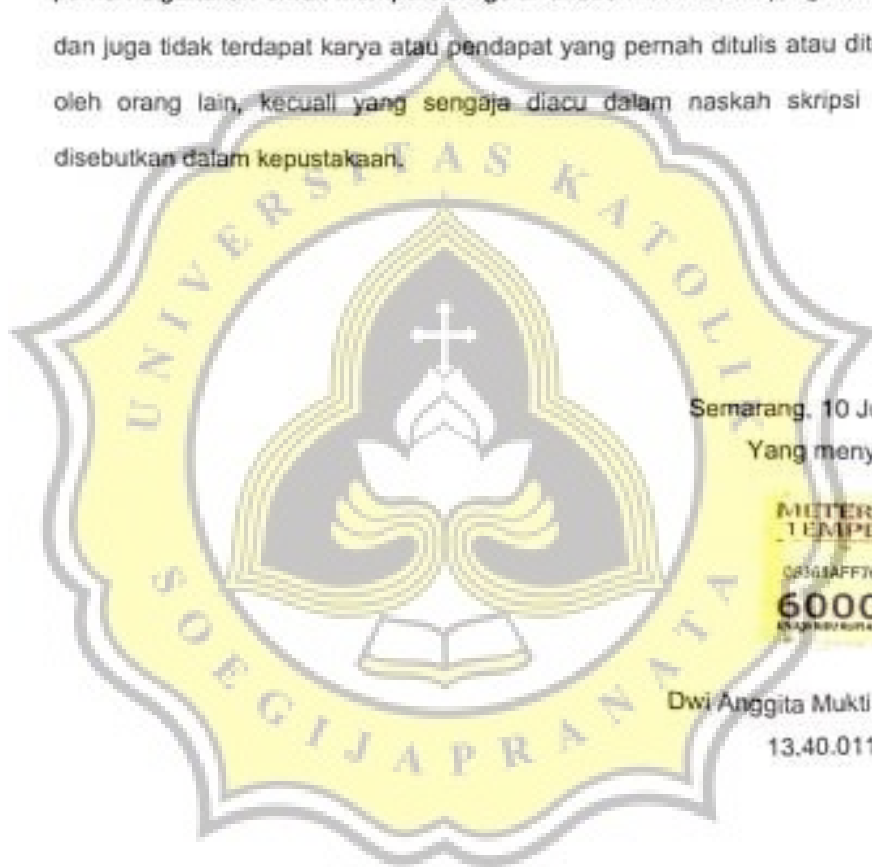 dan juga tidak terdapat karya atau pendapat yang pernah ditulis atau dit
oleh orang lain, kecuali yang sengaja diacu dalam naskah skripsi
disebutkan dalam kepustakaan.
UNIVERSITAS KATOLIK
SOEGIJAPRANATA
Semarang, 10 J
Yang meny
METER
TEMPE
6000
Dwi Anggita Mukti
13.40.011